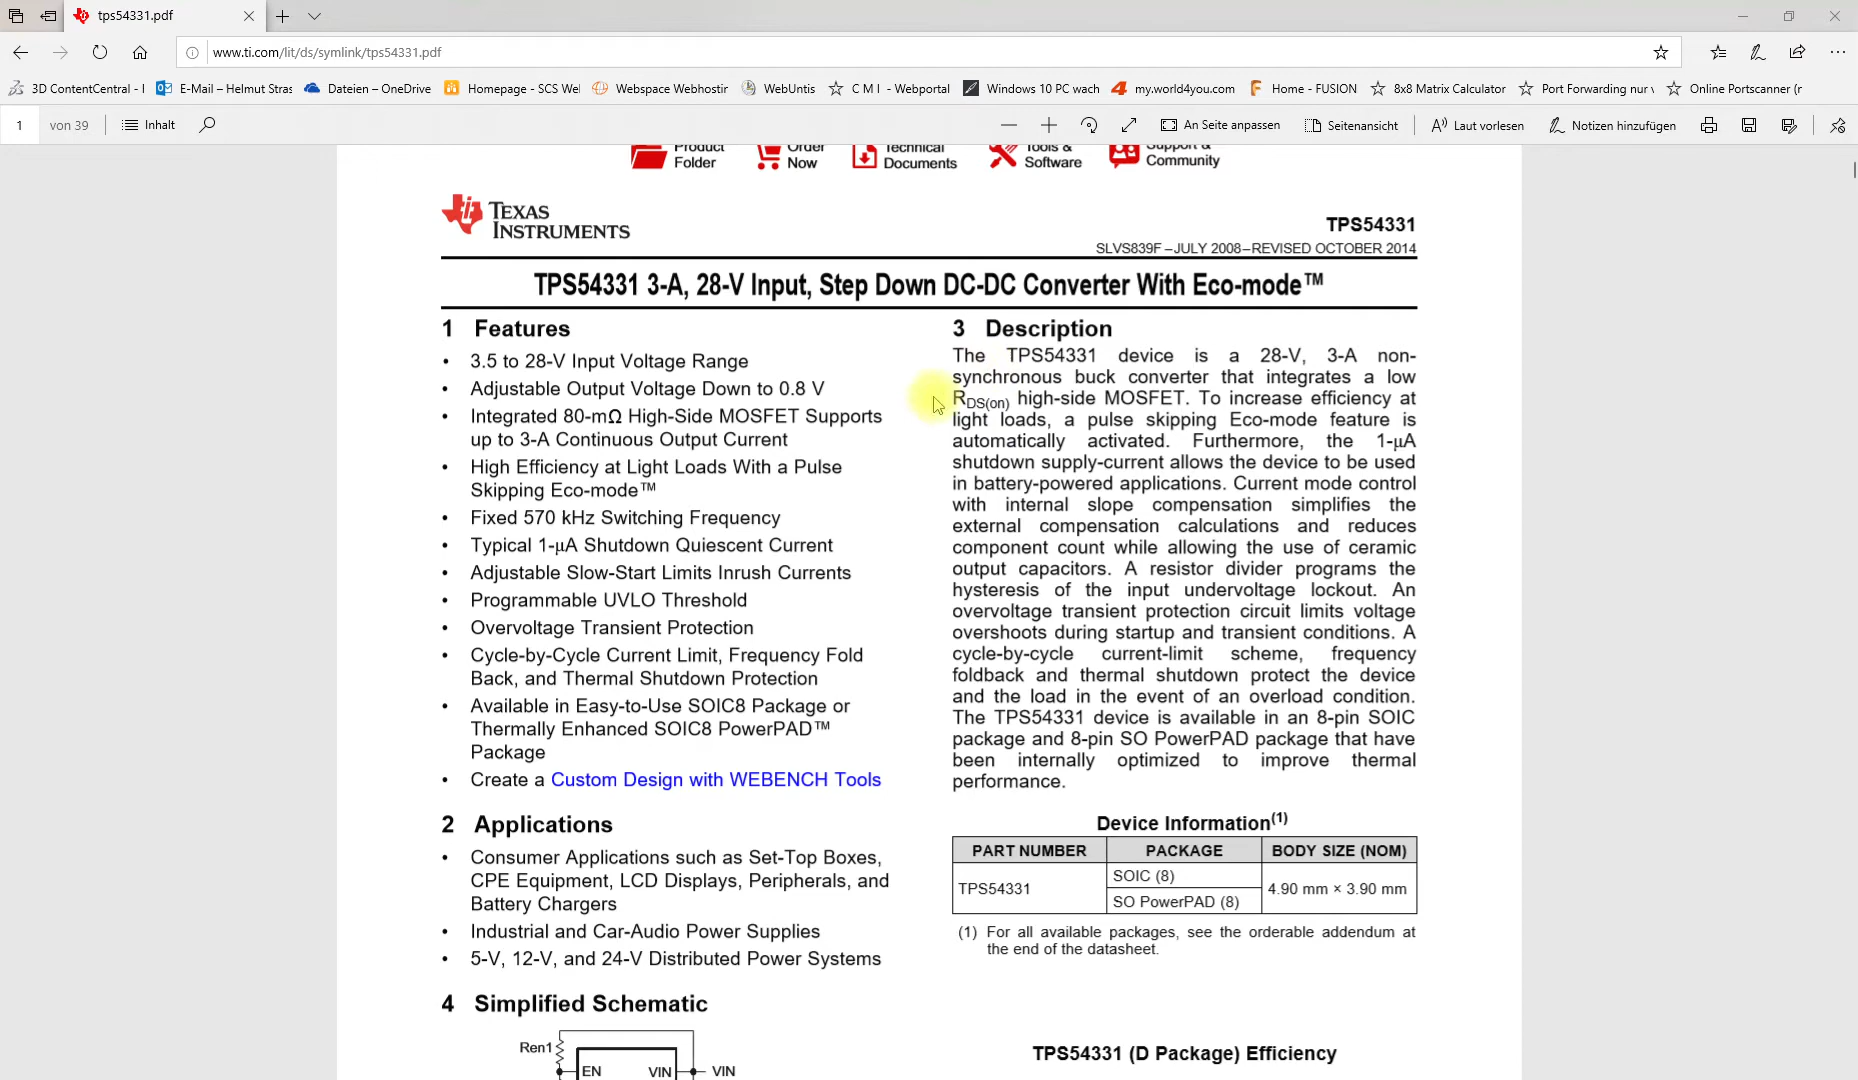 tps54331.pdf
www.ti.com/lit/ds/symlink/tps54331.pdf
3D ContentCentral - I
E-Mail – Helmut Stras
Dateien – OneDrive
Homepage - SCS Wel
Webspace Webhostir
WebUntis
C M I - Webportal
Windows 10 PC wach
my.world4you.com
Home - FUSION
8x8 Matrix Calculator
Port Forwarding nur v
Online Portscanner (r
1 von 39
Inhalt
An Seite anpassen
Seitenansicht
Laut vorlesen
Notizen hinzufügen
Product Folder
Order Now
Technical Documents
Tools & Software
Support & Community
TEXAS INSTRUMENTS
TPS54331
SLVS839F –JULY 2008–REVISED OCTOBER 2014
TPS54331 3-A, 28-V Input, Step Down DC-DC Converter With Eco-mode™
1 Features
• 3.5 to 28-V Input Voltage Range
• Adjustable Output Voltage Down to 0.8 V
• Integrated 80-mΩ High-Side MOSFET Supports
up to 3-A Continuous Output Current
• High Efficiency at Light Loads With a Pulse
Skipping Eco-mode™
• Fixed 570 kHz Switching Frequency
• Typical 1-μA Shutdown Quiescent Current
• Adjustable Slow-Start Limits Inrush Currents
• Programmable UVLO Threshold
• Overvoltage Transient Protection
• Cycle-by-Cycle Current Limit, Frequency Fold
Back, and Thermal Shutdown Protection
• Available in Easy-to-Use SOIC8 Package or
Thermally Enhanced SOIC8 PowerPAD™
Package
• Create a Custom Design with WEBENCH Tools
2 Applications
• Consumer Applications such as Set-Top Boxes,
CPE Equipment, LCD Displays, Peripherals, and
Battery Chargers
• Industrial and Car-Audio Power Supplies
• 5-V, 12-V, and 24-V Distributed Power Systems
4 Simplified Schematic
Ren1
EN
VIN
VIN
3 Description
The TPS54331 device is a 28-V, 3-A non-
synchronous buck converter that integrates a low
RDS(on) high-side MOSFET. To increase efficiency at
light loads, a pulse skipping Eco-mode feature is
automatically activated. Furthermore, the 1-μA
shutdown supply-current allows the device to be used
in battery-powered applications. Current mode control
with internal slope compensation simplifies the
external compensation calculations and reduces
component count while allowing the use of ceramic
output capacitors. A resistor divider programs the
hysteresis of the input undervoltage lockout. An
overvoltage transient protection circuit limits voltage
overshoots during startup and transient conditions. A
cycle-by-cycle current-limit scheme, frequency
foldback and thermal shutdown protect the device
and the load in the event of an overload condition.
The TPS54331 device is available in an 8-pin SOIC
package and 8-pin SO PowerPAD package that have
been internally optimized to improve thermal
performance.
Device Information(1)
PART NUMBER PACKAGE BODY SIZE (NOM)
TPS54331
SOIC (8)
SO PowerPAD (8)
4.90 mm × 3.90 mm
(1) For all available packages, see the orderable addendum at
the end of the datasheet.
TPS54331 (D Package) Efficiency